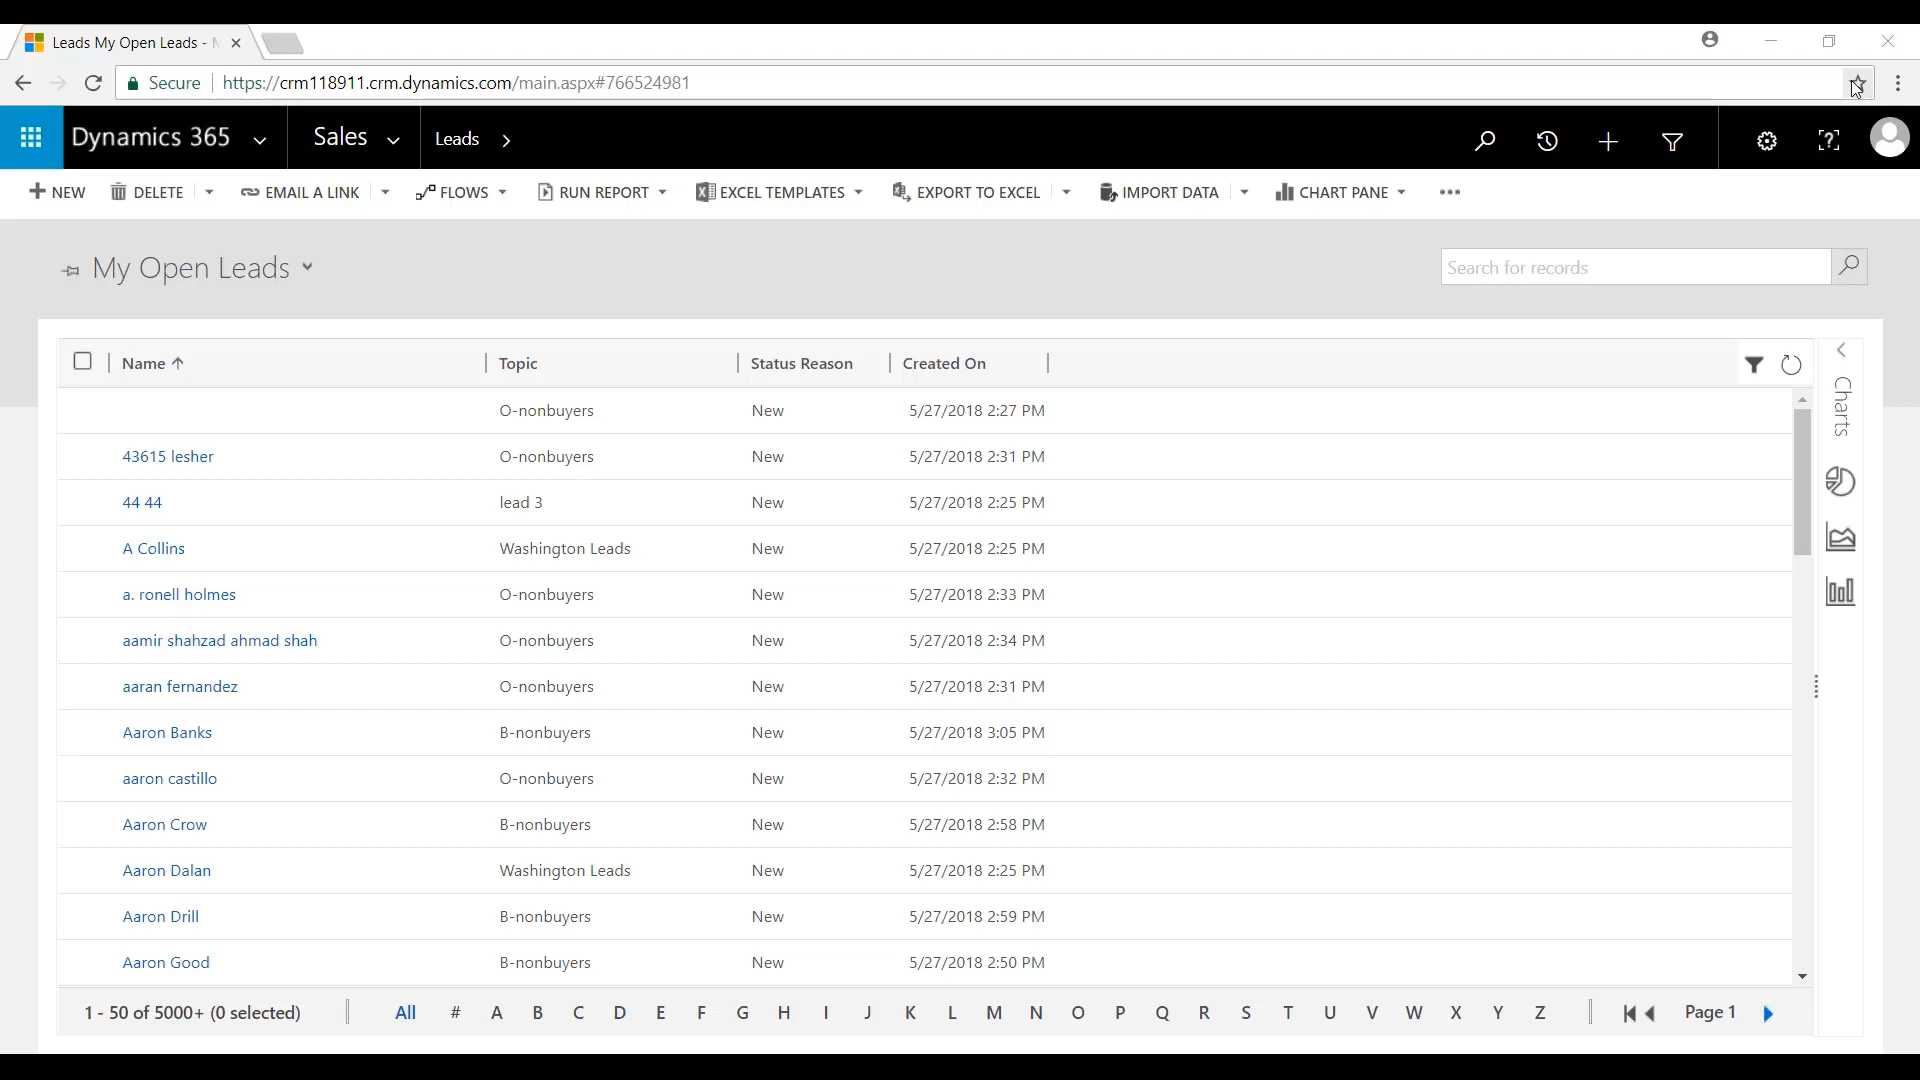 Leads My Open Leads -
Secure https://crm118911.crm.dynamics.com/main.aspx#766524981
Dynamics 365 Sales Leads
NEW DELETE EMAIL A LINK FLOWS RUN REPORT EXCEL TEMPLATES EXPORT TO EXCEL IMPORT DATA CHART PANE
My Open Leads
Search for records
Name Topic Status Reason Created On
Charts
O-nonbuyers New 5/27/2018 2:27 PM
43615 lesher O-nonbuyers New 5/27/2018 2:31 PM
44 44 lead 3 New 5/27/2018 2:25 PM
A Collins Washington Leads New 5/27/2018 2:25 PM
a. ronell holmes O-nonbuyers New 5/27/2018 2:33 PM
aamir shahzad ahmad shah O-nonbuyers New 5/27/2018 2:34 PM
aaran fernandez O-nonbuyers New 5/27/2018 2:31 PM
Aaron Banks B-nonbuyers New 5/27/2018 3:05 PM
aaron castillo O-nonbuyers New 5/27/2018 2:32 PM
Aaron Crow B-nonbuyers New 5/27/2018 2:58 PM
Aaron Dalan Washington Leads New 5/27/2018 2:25 PM
Aaron Drill B-nonbuyers New 5/27/2018 2:59 PM
Aaron Good B-nonbuyers New 5/27/2018 2:50 PM
1 - 50 of 5000+ (0 selected) All # A B C D E F G H I J K L M N O P Q R S T U V W X Y Z Page 1